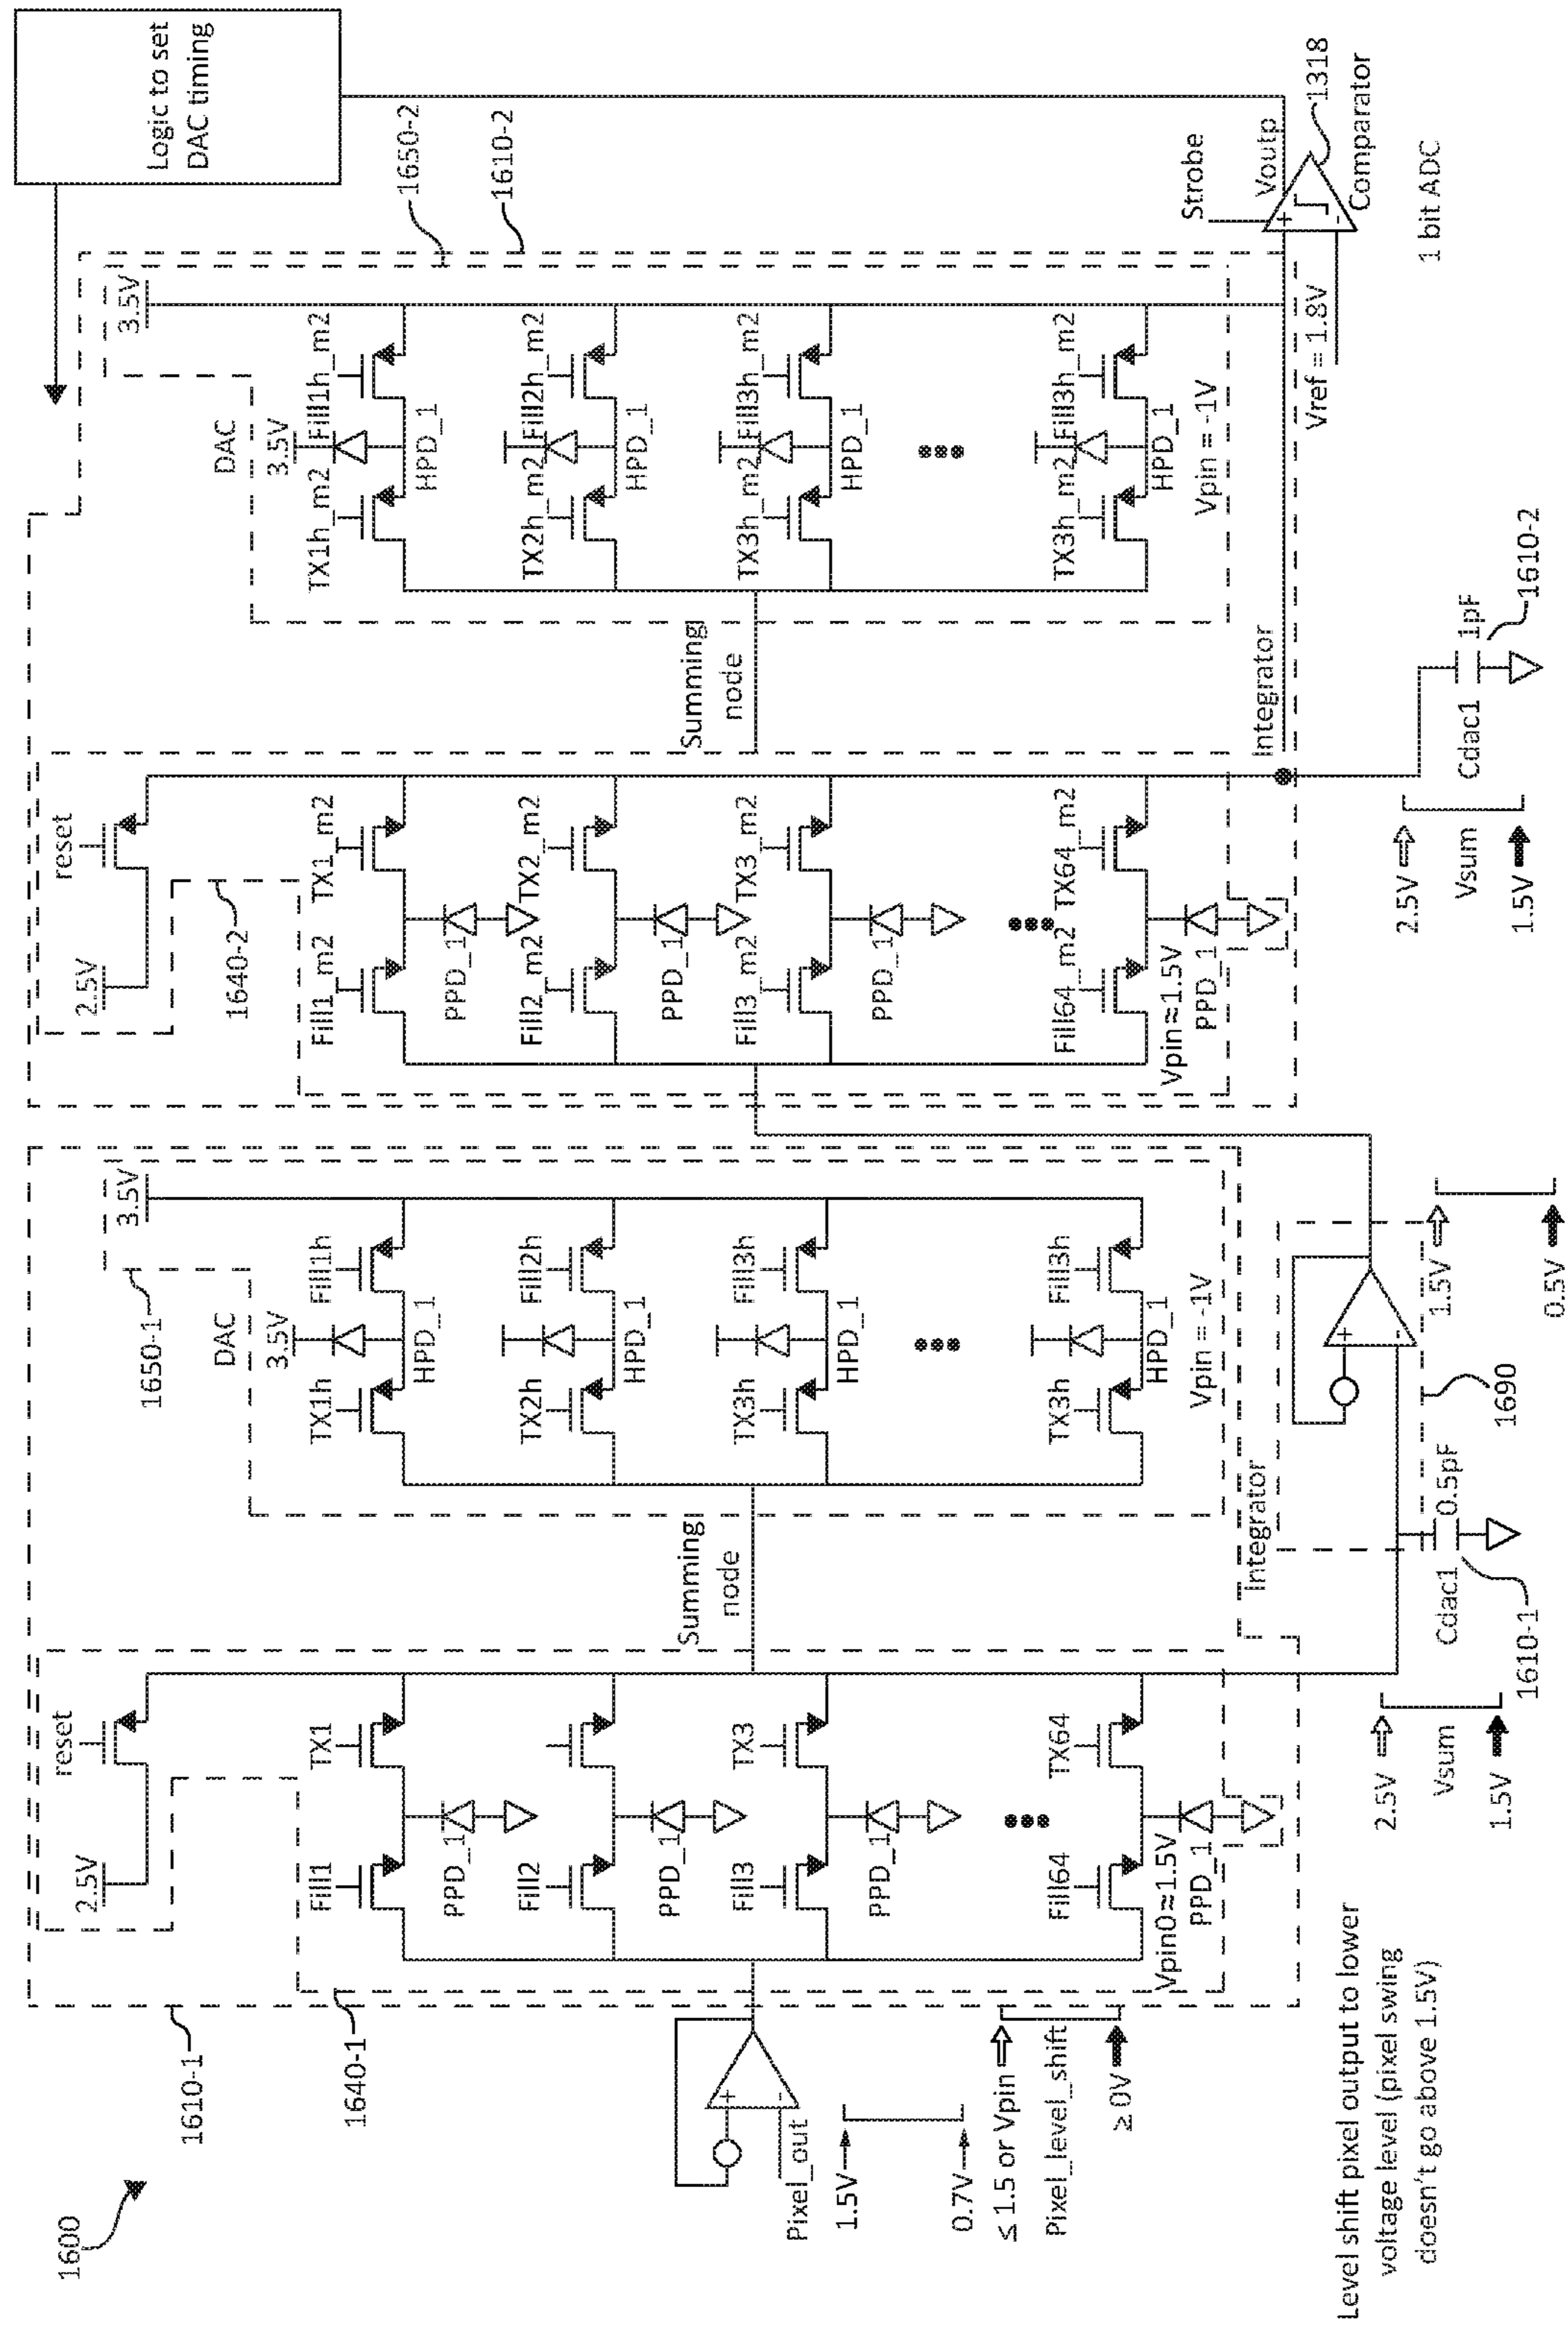 1600
1610-1
1640-1
Pixel_out
+
-
1.5V
0.7V
≤ 1.5 or Vpin
Pixel_level_shift
≥ 0V
Level shift pixel output to lower
voltage level (pixel swing
doesn't go above 1.5V)
2.5V
reset
Fill1
TX1
PPD_1
Fill2
PPD_1
Fill3
TX3
PPD_1
Fill64
TX64
Vpin0≈1.5V
PPD_1
2.5V
Vsum
1.5V
Summing
node
1650-1
DAC
3.5V
3.5V
TX1h
Fill1h
HPD_1
TX2h
Fill2h
HPD_1
TX3h
Fill3h
HPD_1
TX3h
Fill3h
HPD_1
Vpin = -1V
Integrator
Cdac1
0.5pF
1610-1
1690
+
-
1.5V
0.5V
1640-2
2.5V
reset
Fill1_m2
TX1_m2
PPD_1
Fill2_m2
TX2_m2
PPD_1
Fill3_m2
TX3_m2
PPD_1
Fill64_m2
TX64_m2
Vpin≈1.5V
PPD_1
Summing
node
Integrator
2.5V
Vsum
1.5V
Cdac1
1pF
1610-2
DAC
3.5V
3.5V
TX1h_m2
Fill1h_m2
HPD_1
TX2h_m2
Fill2h_m2
HPD_1
TX3h_m2
Fill3h_m2
HPD_1
TX3h_m2
Fill3h_m2
HPD_1
Vpin = -1V
1650-2
1610-2
Logic to set
DAC timing
Strobe
Voutp
+
-
Vref = 1.8V
1318
Comparator
1 bit ADC